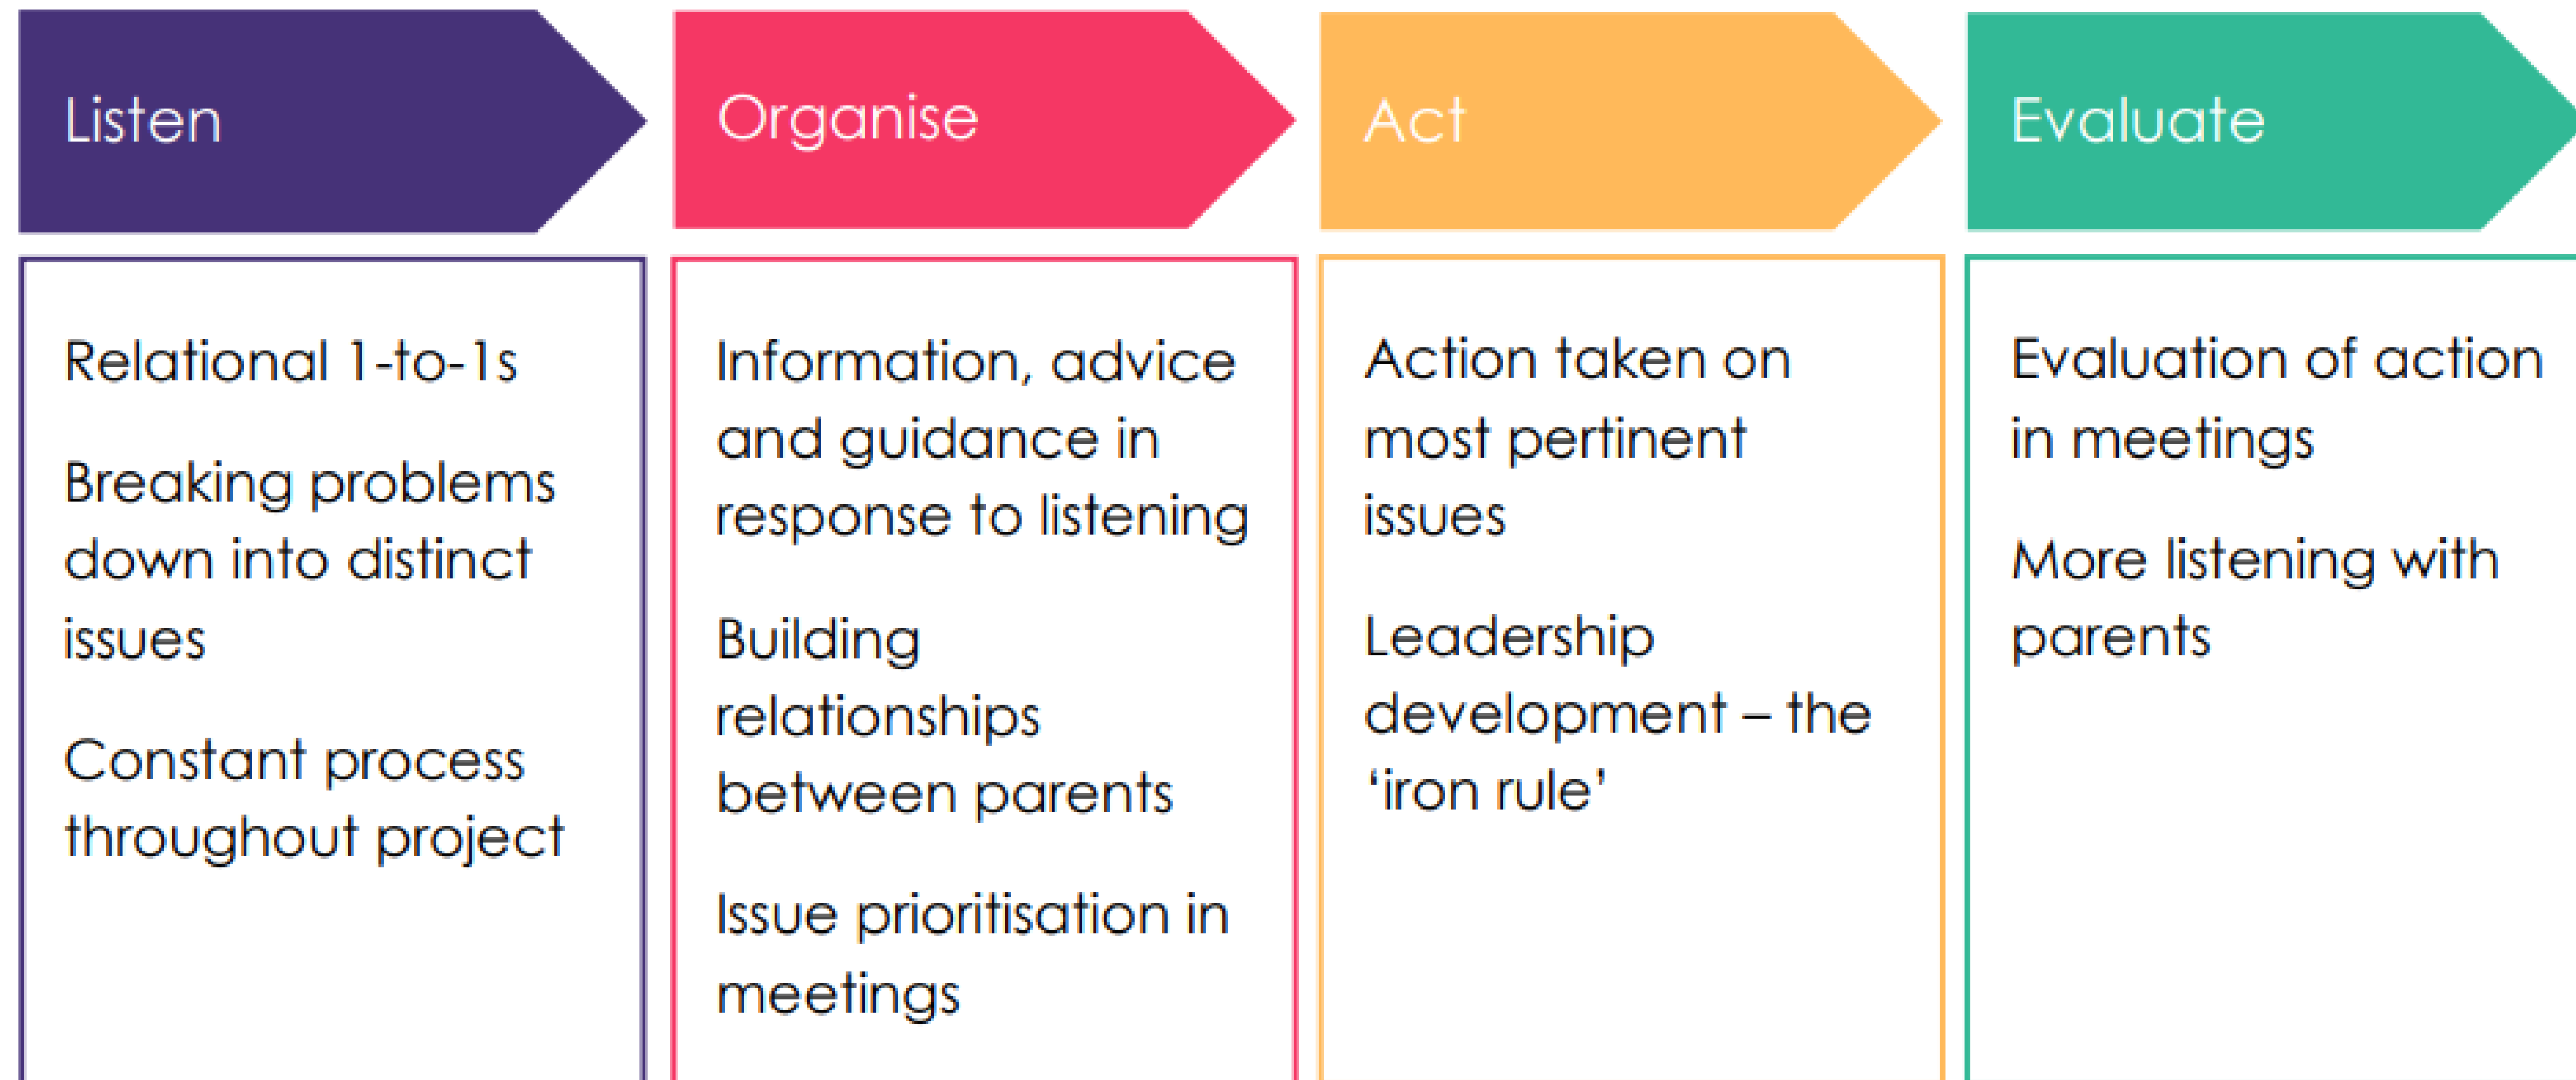 Listen
Relational 1-to-1s
Breaking problems
down into distinct
issues
Constant process
throughout project
Organise
Information, advice
and guidance in
response to listening
Building
relationships
between parents
Issue prioritisation in
meetings
Act
Action taken on
most pertinent
issues
Leadership
development – the
‘iron rule’
Evaluate
Evaluation of action
in meetings
More listening with
parents